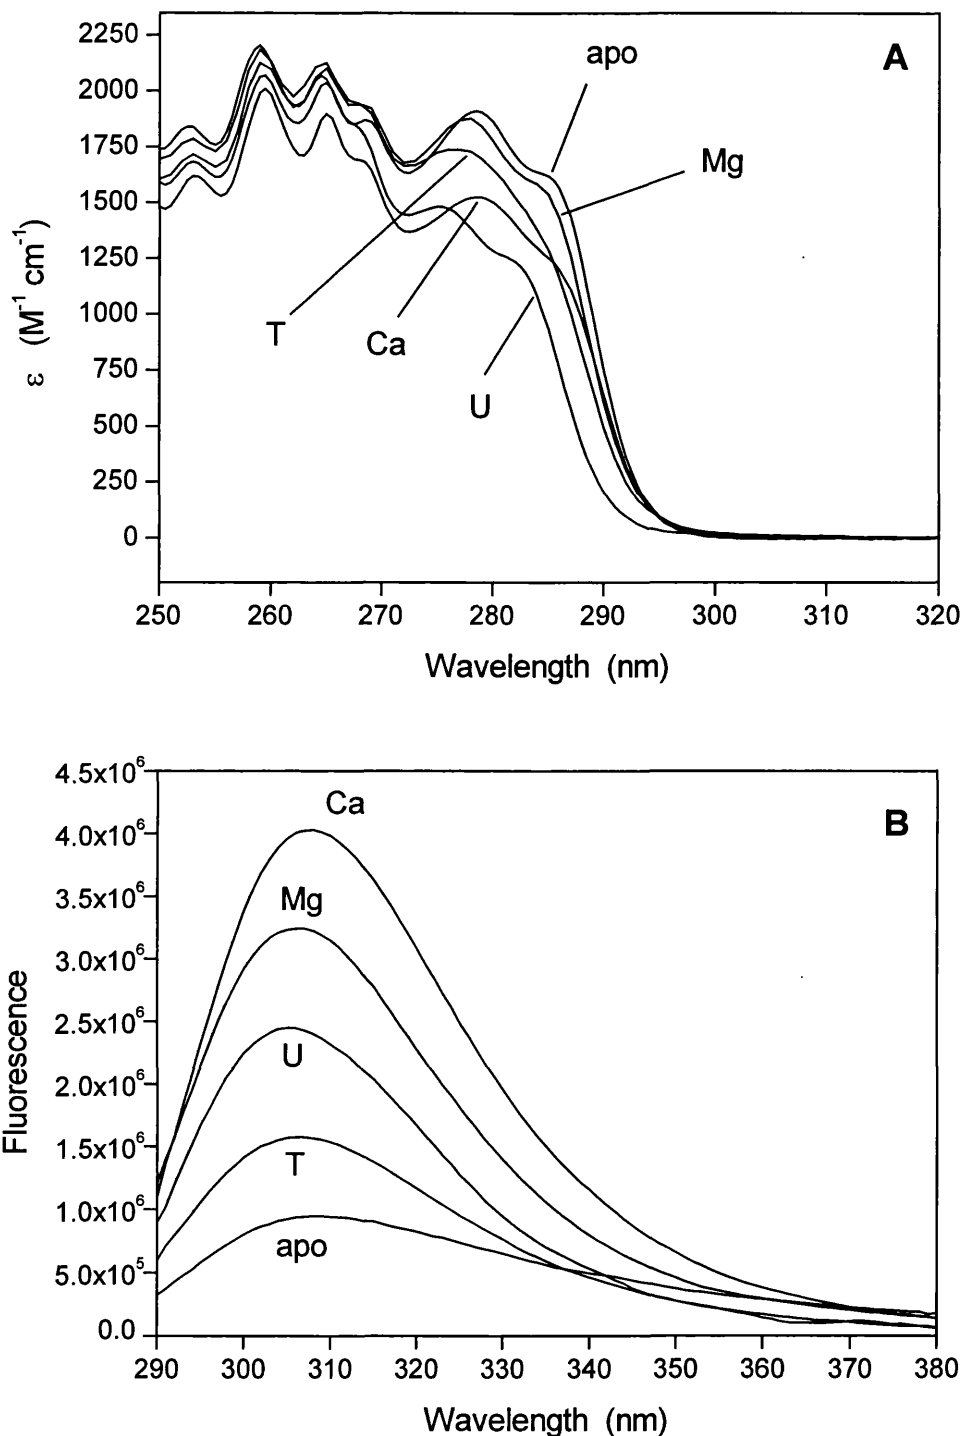 A
2250
2000
1750
1500
1250
1000
750
500
250
0
ε (M⁻¹ cm⁻¹)
apo
Mg
T
Ca
U
250 260 270 280 290 300 310 320
Wavelength (nm)
B
4.5x10⁶
4.0x10⁶
3.5x10⁶
3.0x10⁶
2.5x10⁶
2.0x10⁶
1.5x10⁶
1.0x10⁶
5.0x10⁵
0.0
Fluorescence
Ca
Mg
U
T
apo
290 300 310 320 330 340 350 360 370 380
Wavelength (nm)